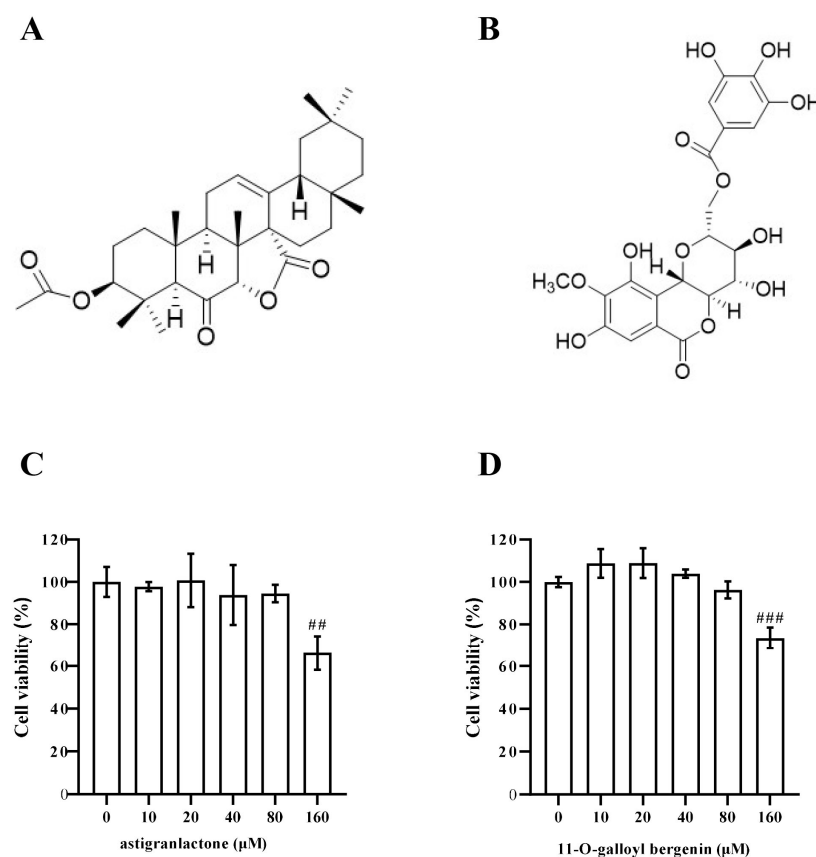 A
B
H
O
O
H
O
O
O
H
HO
OH
OH
O
O
OH
O
OH
H
H₃CO
OH
H
HO
O
O
C
D
Cell viability (%)
120
100
80
60
40
20
0
##
0 10 20 40 80 160
astigranlactone (μM)
Cell viability (%)
120
100
80
60
40
20
0
###
0 10 20 40 80 160
11-O-galloyl bergenin (μM)